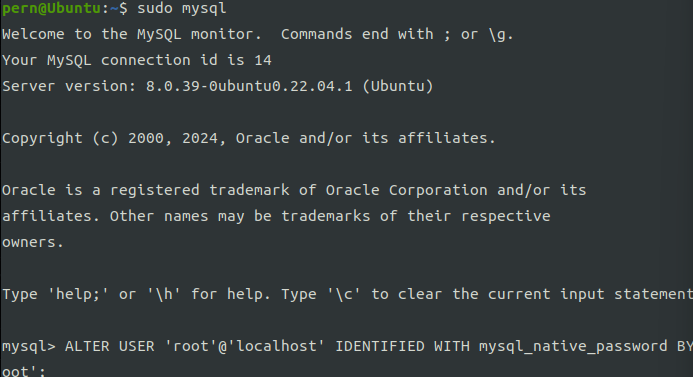 pern@Ubuntu:~$ sudo mysql
Welcome to the MySQL monitor.  Commands end with ; or \g.
Your MySQL connection id is 14
Server version: 8.0.39-0ubuntu0.22.04.1 (Ubuntu)
Copyright (c) 2000, 2024, Oracle and/or its affiliates.
Oracle is a registered trademark of Oracle Corporation and/or its
affiliates. Other names may be trademarks of their respective
owners.
Type 'help;' or '\h' for help. Type '\c' to clear the current input statement
mysql> ALTER USER 'root'@'localhost' IDENTIFIED WITH mysql_native_password BY
oot';